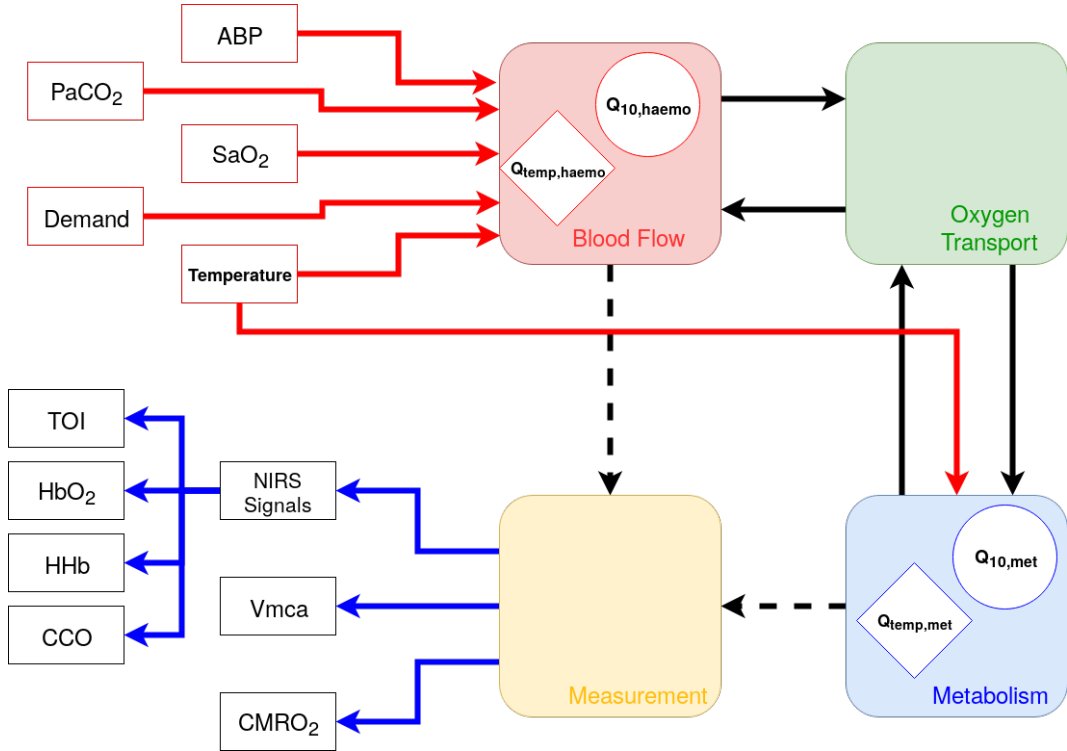 ABP
PaCO₂
SaO₂
Demand
Temperature
Q10,haemo
Qtemp,haemo
Blood Flow
Oxygen
Transport
TOI
HbO₂
HHb
CCO
NIRS
Signals
Vmca
CMRO₂
Measurement
Q10,met
Qtemp,met
Metabolism